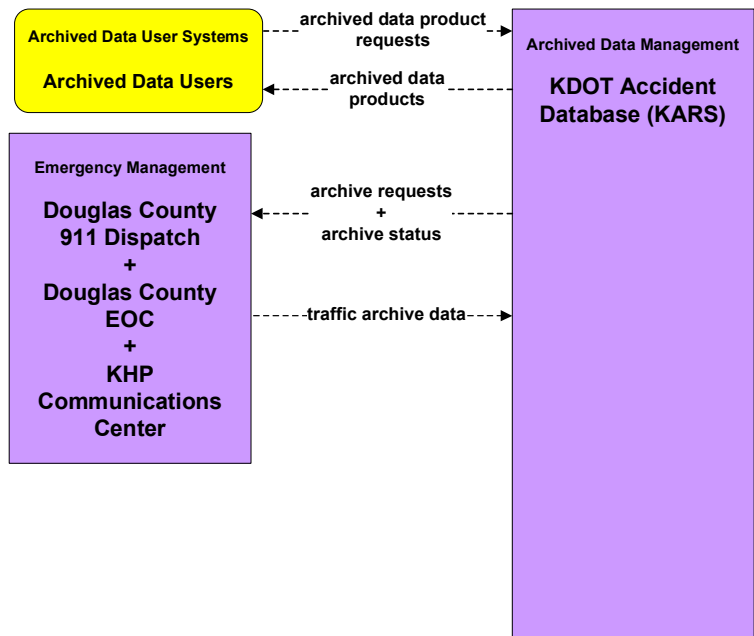 Archived Data User Systems
Archived Data Users
archived data product
requests
archived data
products
Archived Data Management
KDOT Accident
Database (KARS)
Emergency Management
Douglas County
911 Dispatch
+
Douglas County
EOC
+
KHP
Communications
Center
archive requests
+
archive status
traffic archive data